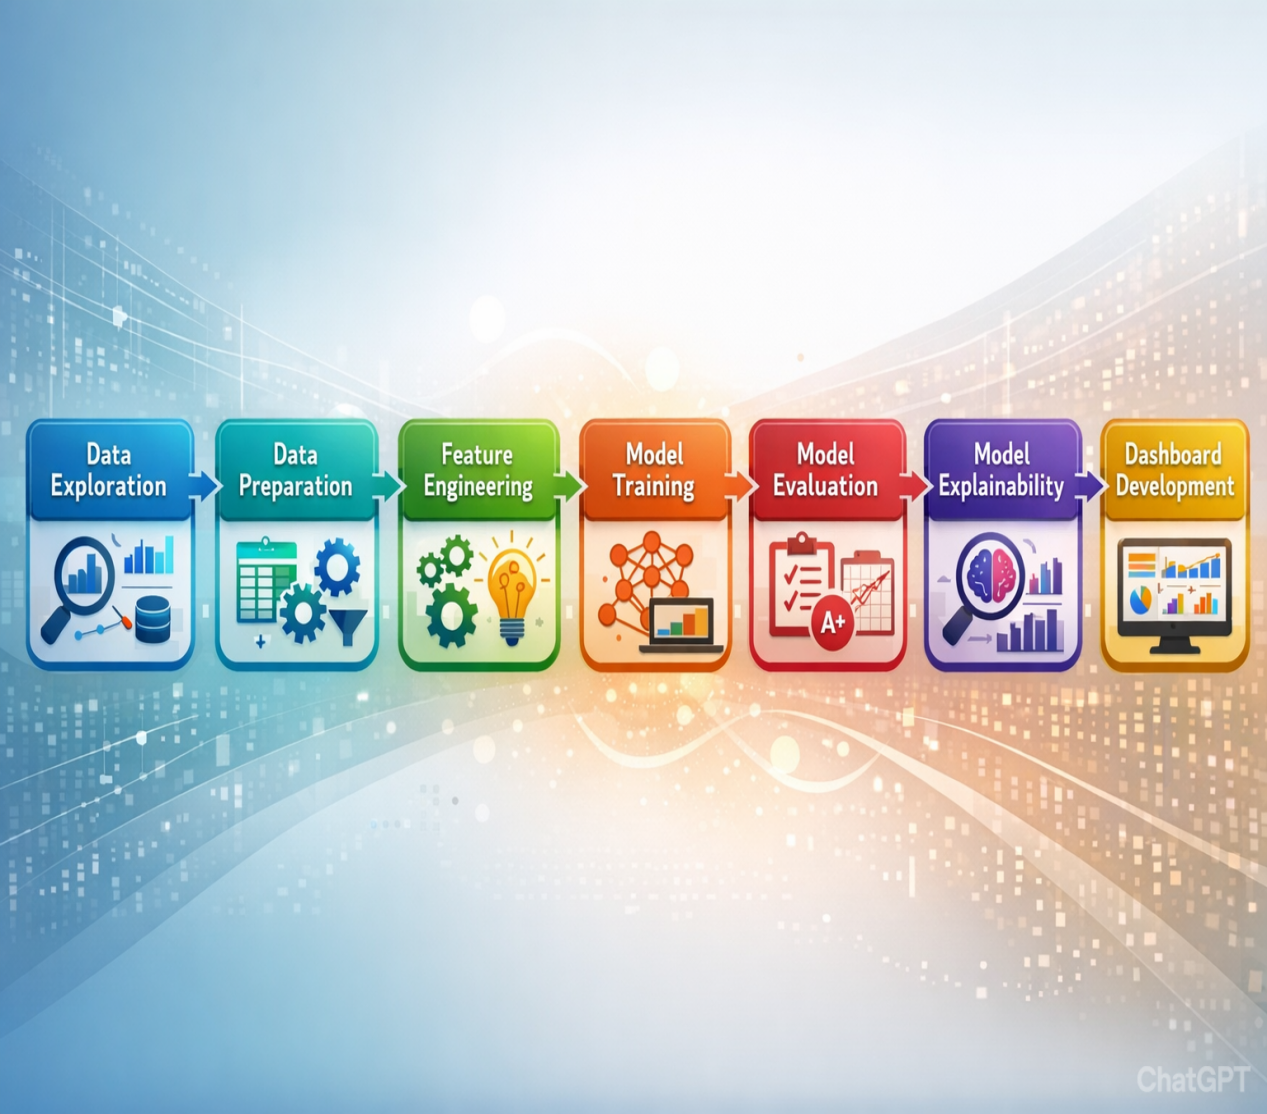 Data
Exploration
Data
Preparation
Feature
Engineering
Model
Training
Model
Evaluation
A+
Model
Explainability
Dashboard
Development
ChatGPT